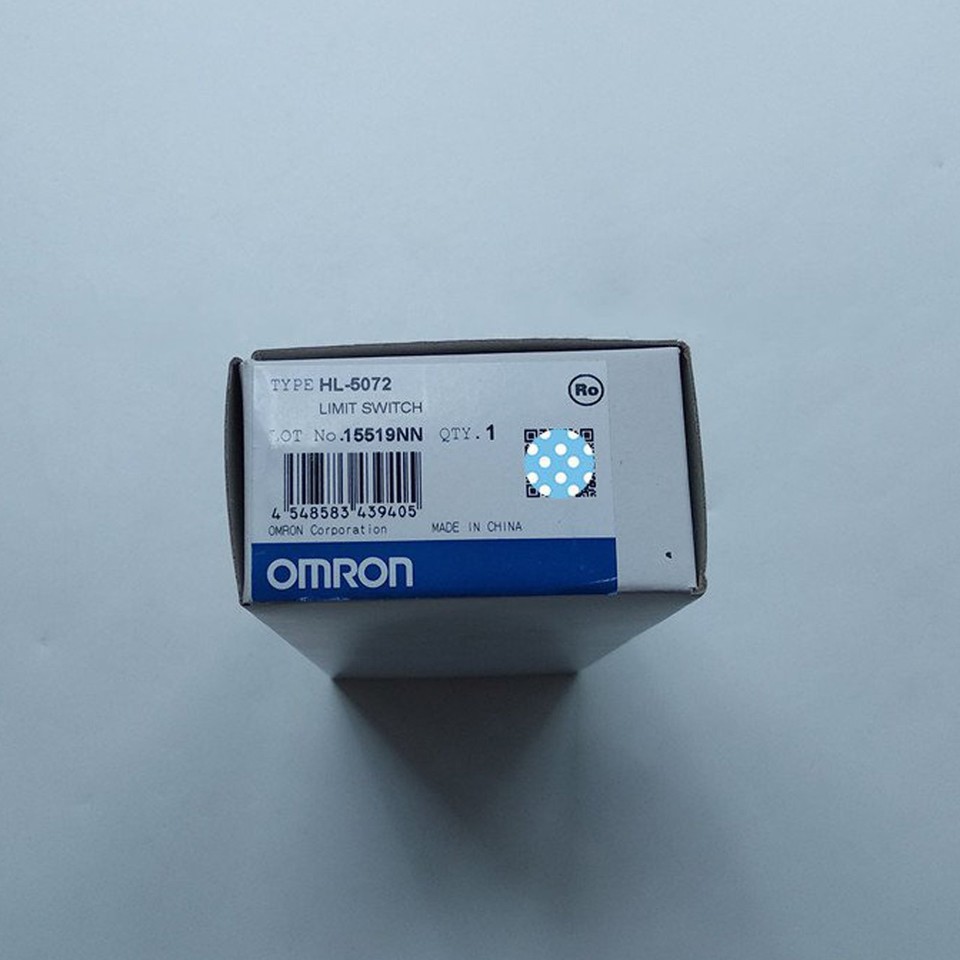 TYPE HL-5072
Ro
LIMIT SWITCH
LOT No.15519NN QTY.1
4 548583 439405
OMRON Corporation MADE IN CHINA
OMRON